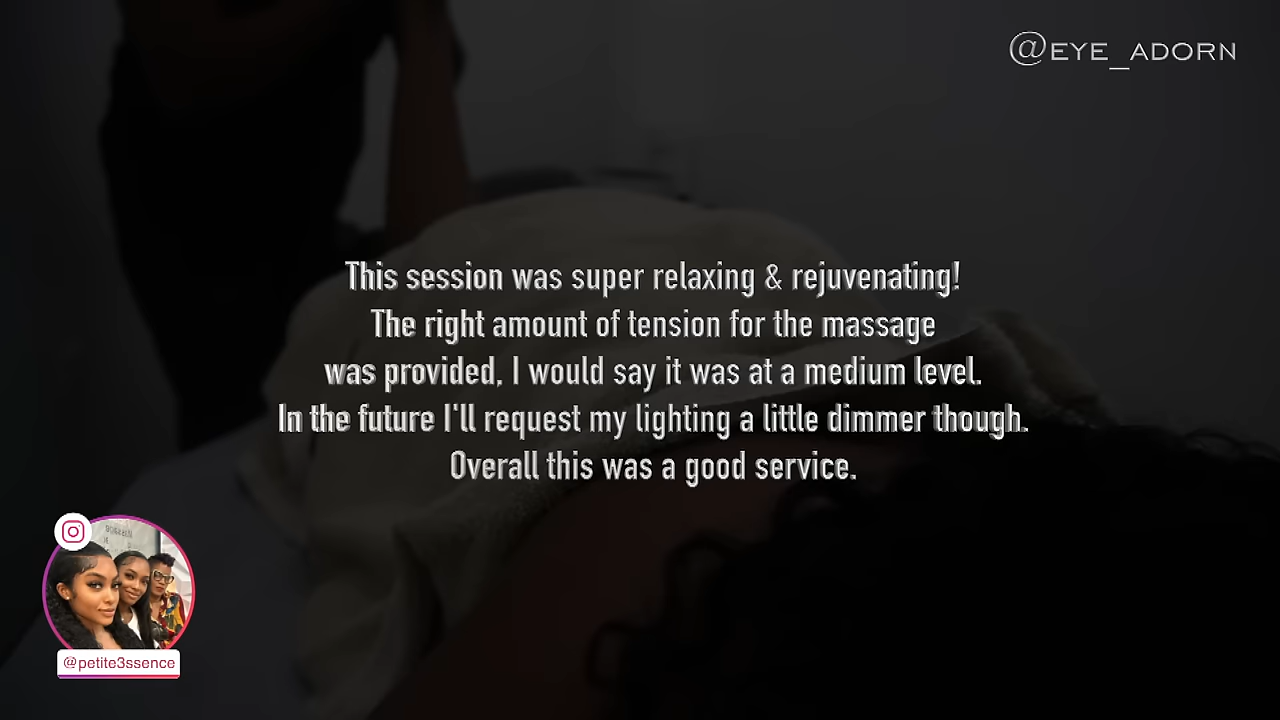 @EYE_ADORN
This session was super relaxing & rejuvenating!
The right amount of tension for the massage
was provided, I would say it was at a medium level.
In the future I'll request my lighting a little dimmer though.
Overall this was a good service.
@petite3ssence